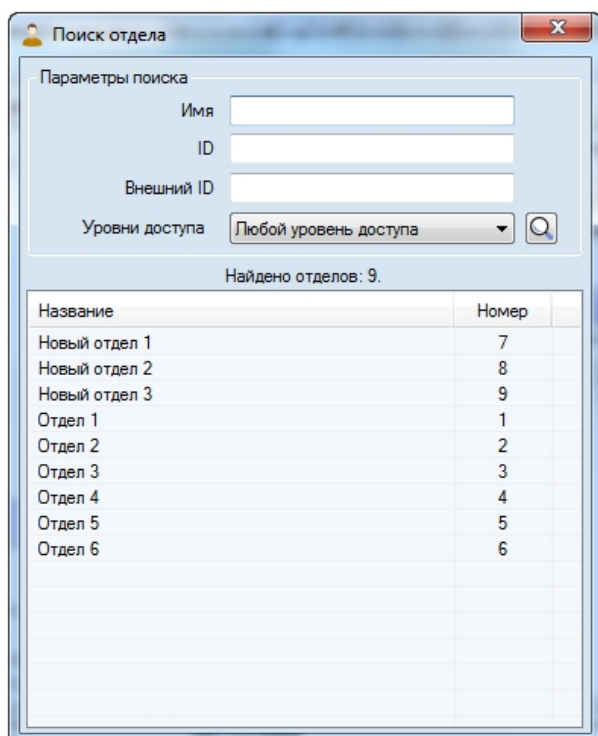 Поиск отдела
Параметры поиска
Имя
ID
Внешний ID
Уровни доступа Любой уровень доступа
Найдено отделов: 9.
Название Номер
Новый отдел 1 7
Новый отдел 2 8
Новый отдел 3 9
Отдел 1 1
Отдел 2 2
Отдел 3 3
Отдел 4 4
Отдел 5 5
Отдел 6 6